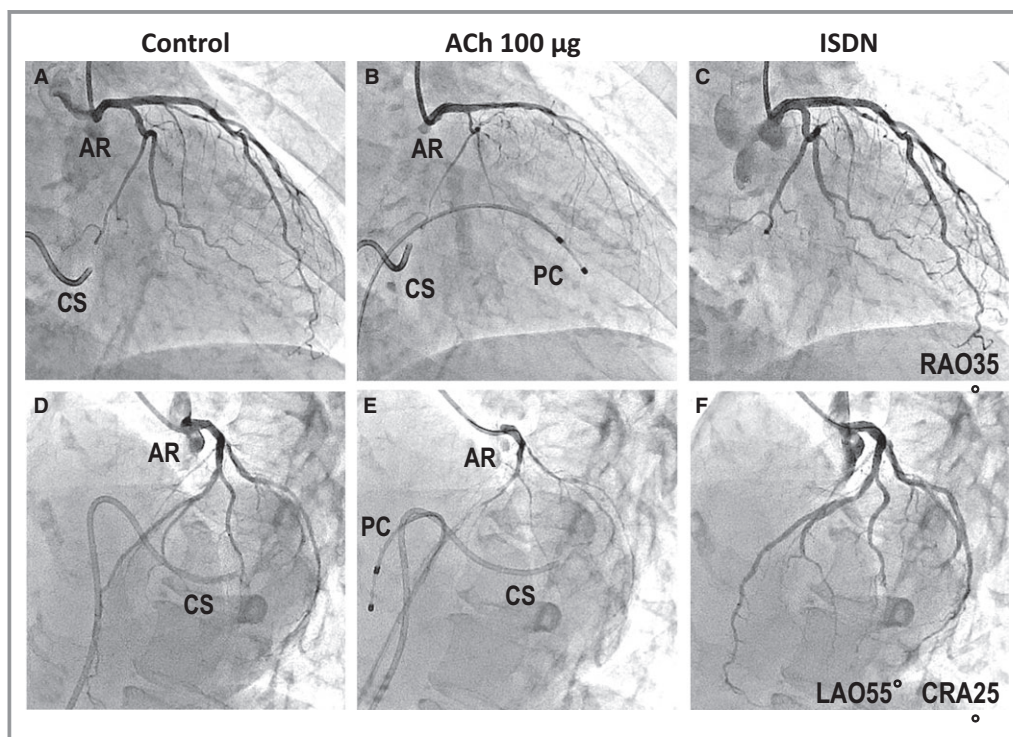 Control
ACh 100 µg
ISDN
A
B
C
AR
AR
CS
CS
PC
RAO35
°
D
E
F
AR
AR
PC
CS
CS
LAO55° CRA25
°